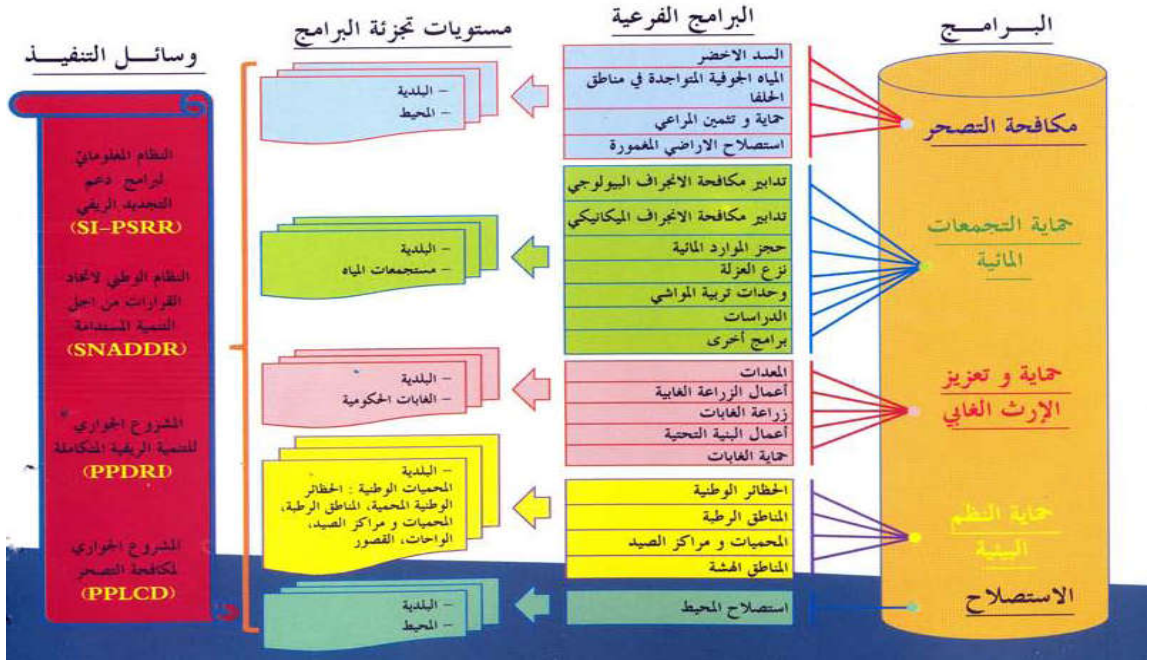 البرامج
مكافحة التصحر
حماية التجمعات
المائية
حماية و تعزيز
الإرث الغابي
حماية النظم
البيئية
الاستصلاح
البرامج الفرعية
السد الاخضر
المياه الجوفية المتواجدة في مناطق
الحلفا
حماية و تثمين المراعي
استصلاح الاراضي المغمورة
تدابير مكافحة الانجراف البيولوجي
تدابير مكافحة الانجراف الميكانيكي
حجز الموارد المائية
نزع العزلة
وحدات تربية المواشي
الدراسات
برامج أخرى
المعدات
أعمال الزراعة الغابية
زراعة الغابات
أعمال البنية التحتية
حماية الغابات
الحظائر الوطنية
المناطق الرطبة
المحميات و مراكز الصيد
المناطق الهشة
استصلاح المحيط
مستويات تجزئة البرامج
– البلدية
– المحيط
– البلدية
– مستجمعات المياه
– البلدية
– الغابات الحكومية
– البلدية
المحميات الوطنية : الحظائر
الوطنية المحمية، المناطق الرطبة،
المحميات و مراكز الصيد،
الواحات، القصور
– البلدية
– المحيط
وسائل التنفيذ
النظام المعلوماتي
لبرامج دعم
التجديد الريفي
(SI-PSRR)
النظام الوطني لاتخاد
القرارات من اجل
التنمية المستدامة
(SNADDR)
المشروع الجواري
للتنمية الريفية المتكاملة
(PPDRI)
المشروع الجواري
لمكافحة التصحر
(PPLCD)